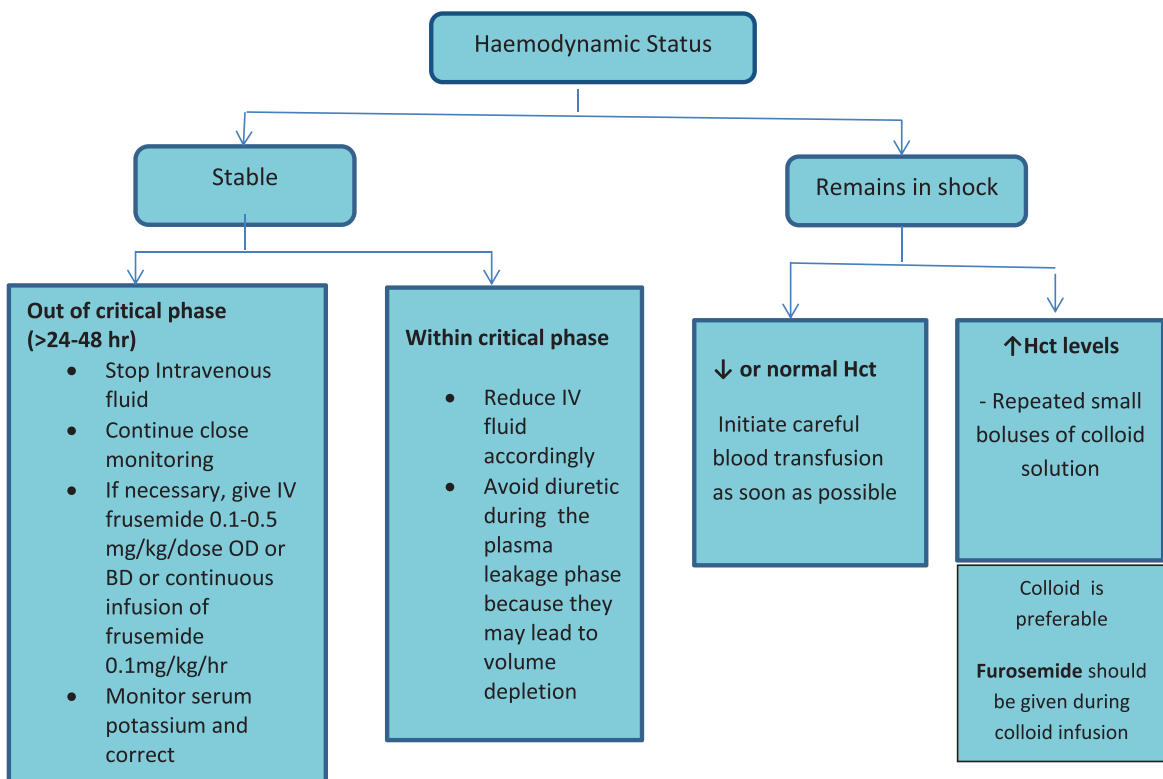 Haemodynamic Status
Stable
Remains in shock
Out of critical phase
(>24-48 hr)
• Stop Intravenous
fluid
• Continue close
monitoring
• If necessary, give IV
frusemide 0.1-0.5
mg/kg/dose OD or
BD or continuous
infusion of
frusemide
0.1mg/kg/hr
• Monitor serum
potassium and
correct
Within critical phase
• Reduce IV
fluid
accordingly
• Avoid diuretic
during the
plasma
leakage phase
because they
may lead to
volume
depletion
↓ or normal Hct
Initiate careful
blood transfusion
as soon as possible
↑Hct levels
- Repeated small
boluses of colloid
solution
Colloid is
preferable
Furosemide should
be given during
colloid infusion